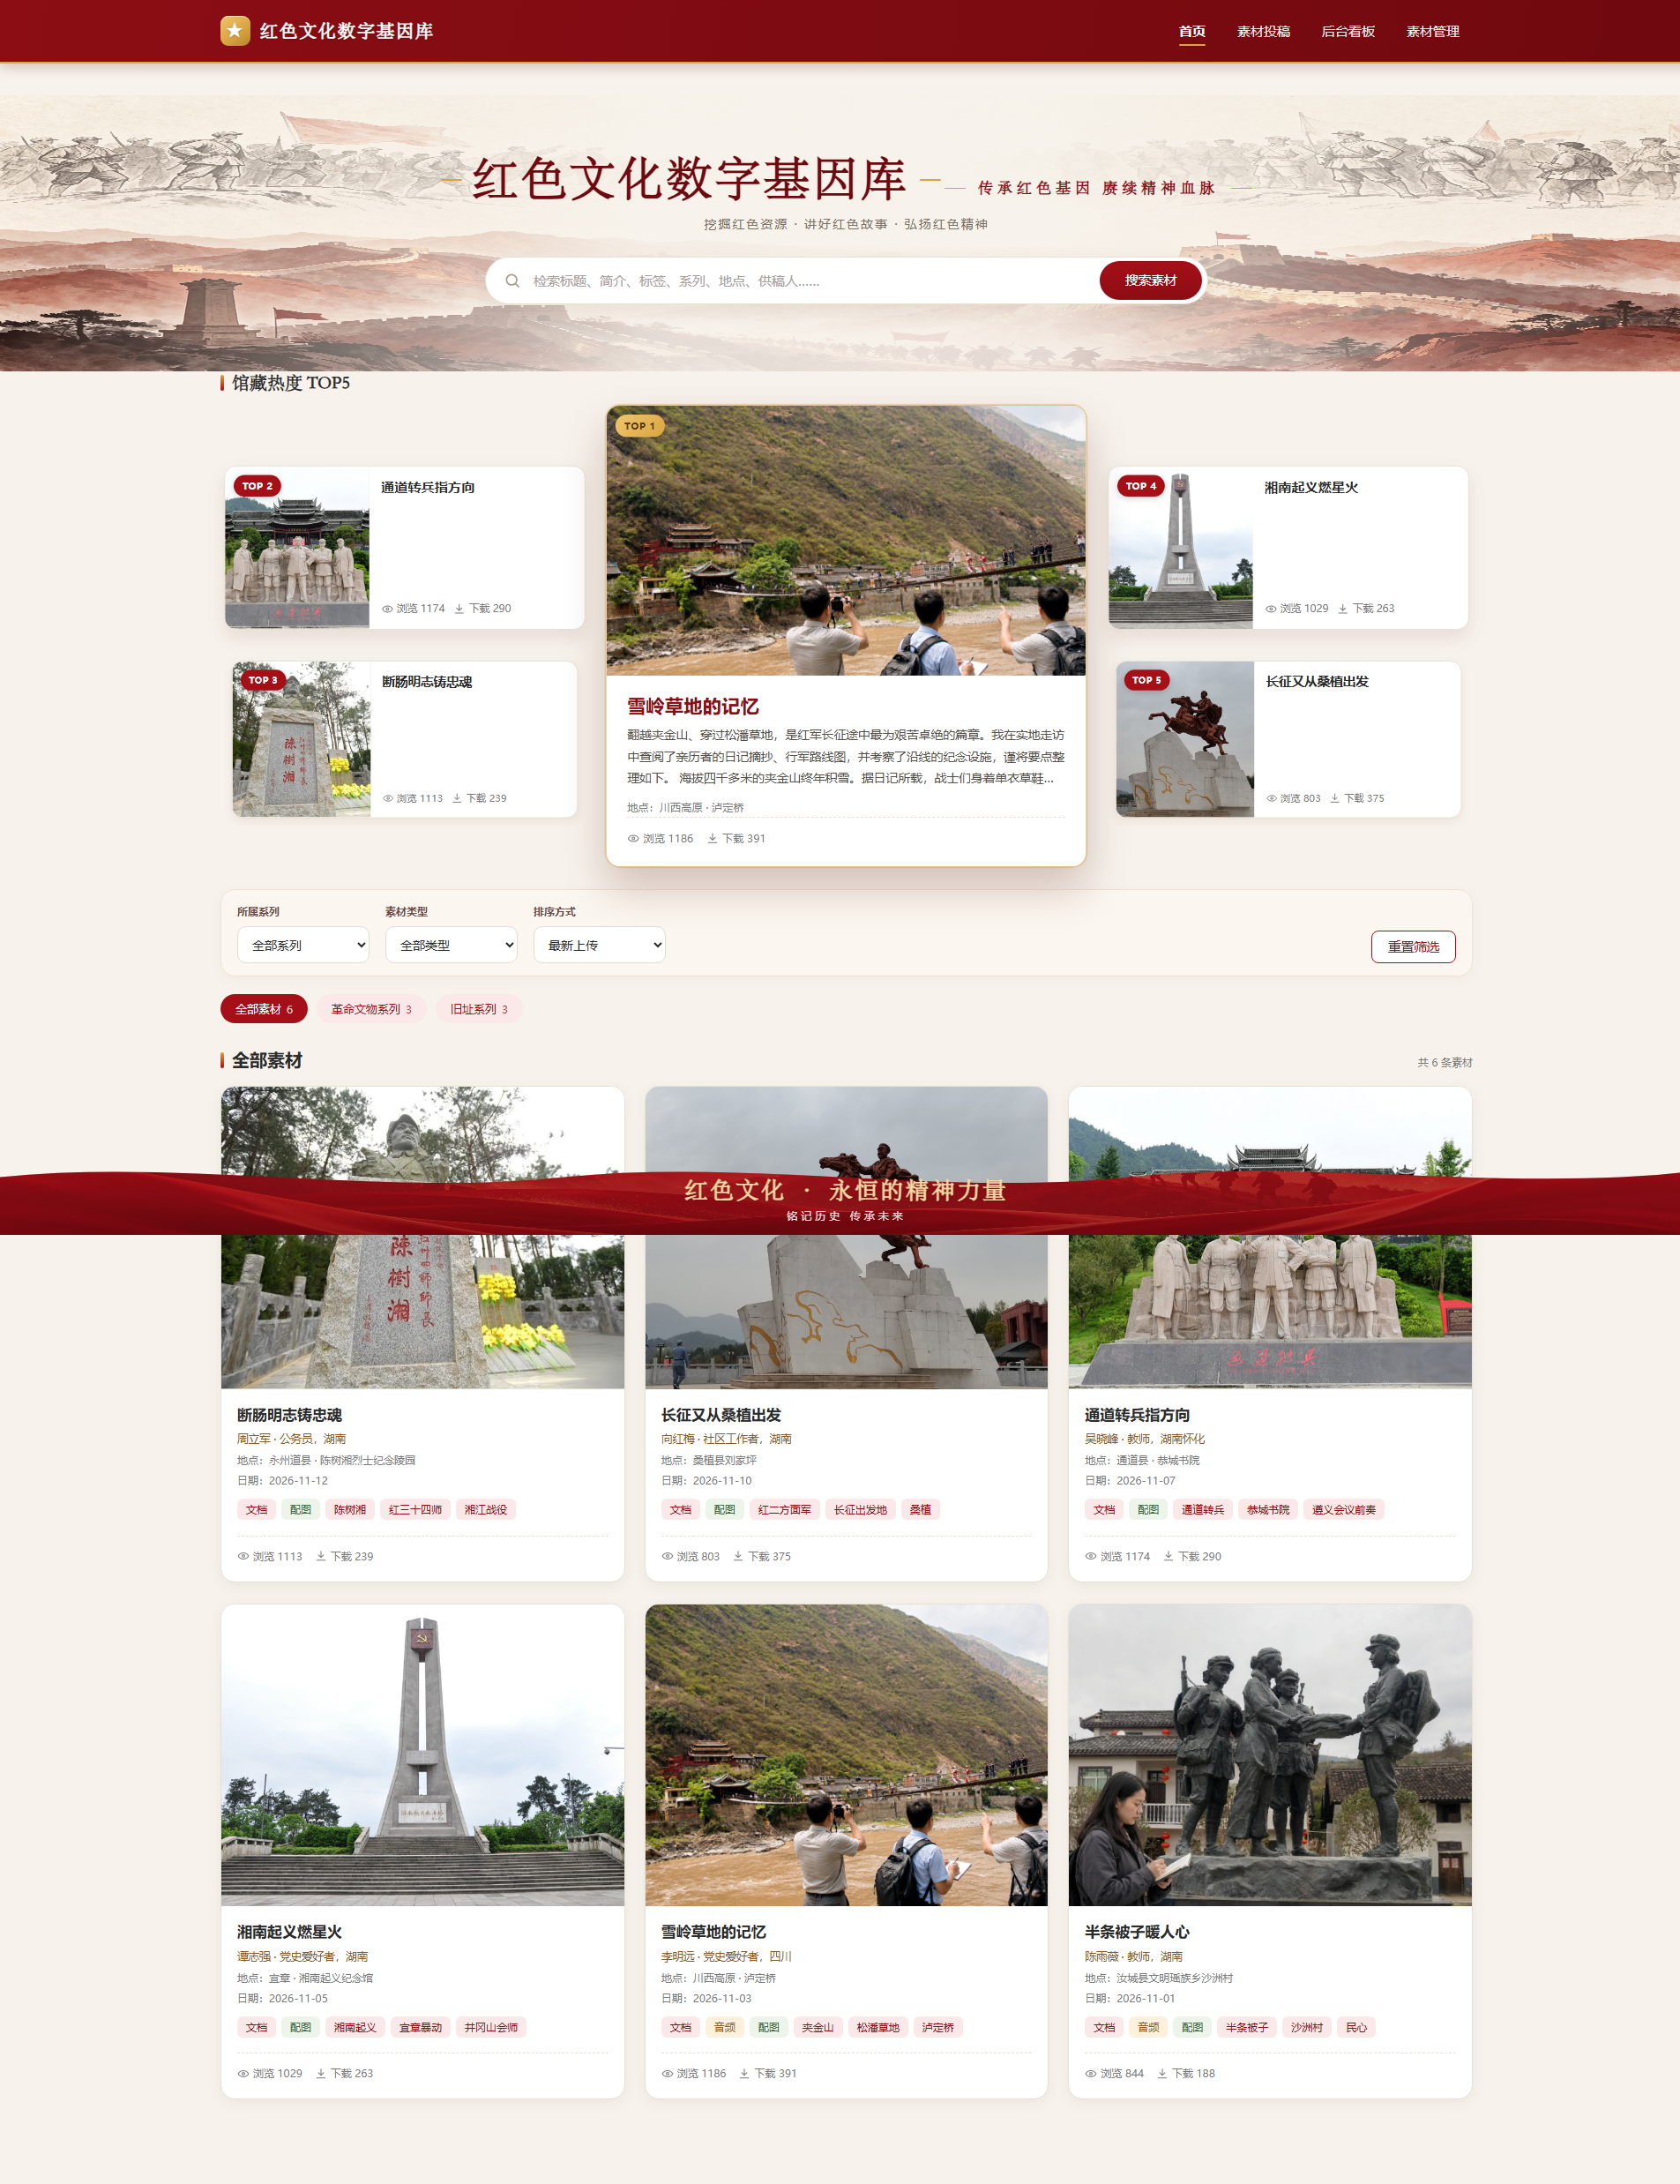 红色文化数字基因库
首页 素材投稿 后台看板 素材管理
红色文化数字基因库
传承红色基因 赓续精神血脉
挖掘红色资源 · 讲好红色故事 · 弘扬红色精神
检索标题、简介、标签、系列、地点、供稿人…… 搜索素材
馆藏热度 TOP5
TOP 2
通道转兵指方向
浏览 1174 下载 290
TOP 3
断肠明志铸忠魂
陈树湘
浏览 1113 下载 239
TOP 1
雪岭草地的记忆
翻越夹金山、穿过松潘草地，是红军长征途中最为艰苦卓绝的篇章。我在实地走访
中查阅了亲历者的日记摘抄、行军路线图，并考察了沿线的纪念设施，谨将要点整
理如下。 海拔四千多米的夹金山终年积雪。据日记所载，战士们身着单衣草鞋...
地点：川西高原 · 泸定桥
浏览 1186 下载 391
TOP 4
湘南起义燃星火
浏览 1029 下载 263
TOP 5
长征又从桑植出发
浏览 803 下载 375
所属系列 素材类型 排序方式
全部系列 全部类型 最新上传 重置筛选
全部素材 6 革命文物系列 3 旧址系列 3
全部素材
共 6 条素材
红色文化 · 永恒的精神力量
铭记历史 传承未来
陳樹湘
断肠明志铸忠魂
周立军 · 公务员，湖南
地点：永州道县 · 陈树湘烈士纪念陵园
日期：2026-11-12
文档 配图 陈树湘 红三十四师 湘江战役
浏览 1113 下载 239
长征又从桑植出发
向红梅 · 社区工作者，湖南
地点：桑植县刘家坪
日期：2026-11-10
文档 配图 红二方面军 长征出发地 桑植
浏览 803 下载 375
通道转兵指方向
吴晓峰 · 教师，湖南怀化
地点：通道县 · 恭城书院
日期：2026-11-07
文档 配图 通道转兵 恭城书院 遵义会议前奏
浏览 1174 下载 290
湘南起义燃星火
谭志强 · 党史爱好者，湖南
地点：宜章 · 湘南起义纪念馆
日期：2026-11-05
文档 配图 湘南起义 宜章暴动 井冈山会师
浏览 1029 下载 263
雪岭草地的记忆
李明远 · 党史爱好者，四川
地点：川西高原 · 泸定桥
日期：2026-11-03
文档 音频 配图 夹金山 松潘草地 泸定桥
浏览 1186 下载 391
半条被子暖人心
陈雨薇 · 教师，湖南
地点：汝城县文明瑶族乡沙洲村
日期：2026-11-01
文档 音频 配图 半条被子 沙洲村 民心
浏览 844 下载 188